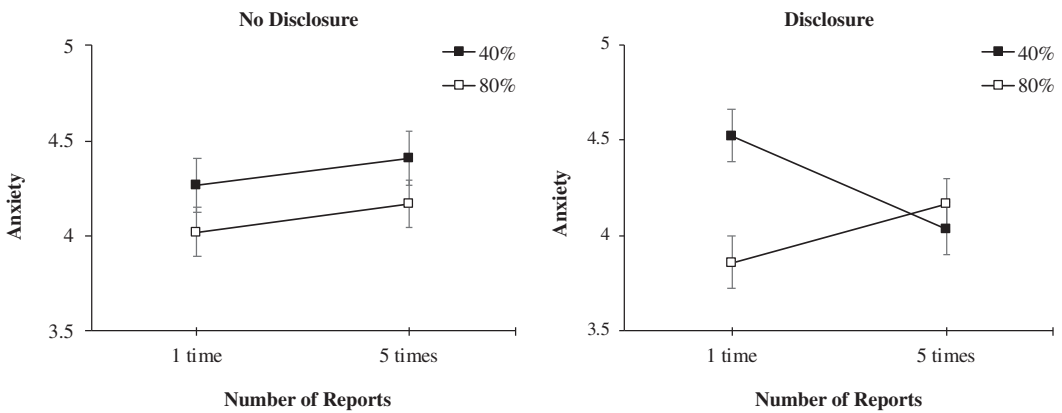 No Disclosure
5
4.5
4
3.5
Anxiety
40%
80%
1 time
5 times
Number of Reports
Disclosure
5
4.5
4
3.5
Anxiety
40%
80%
1 time
5 times
Number of Reports